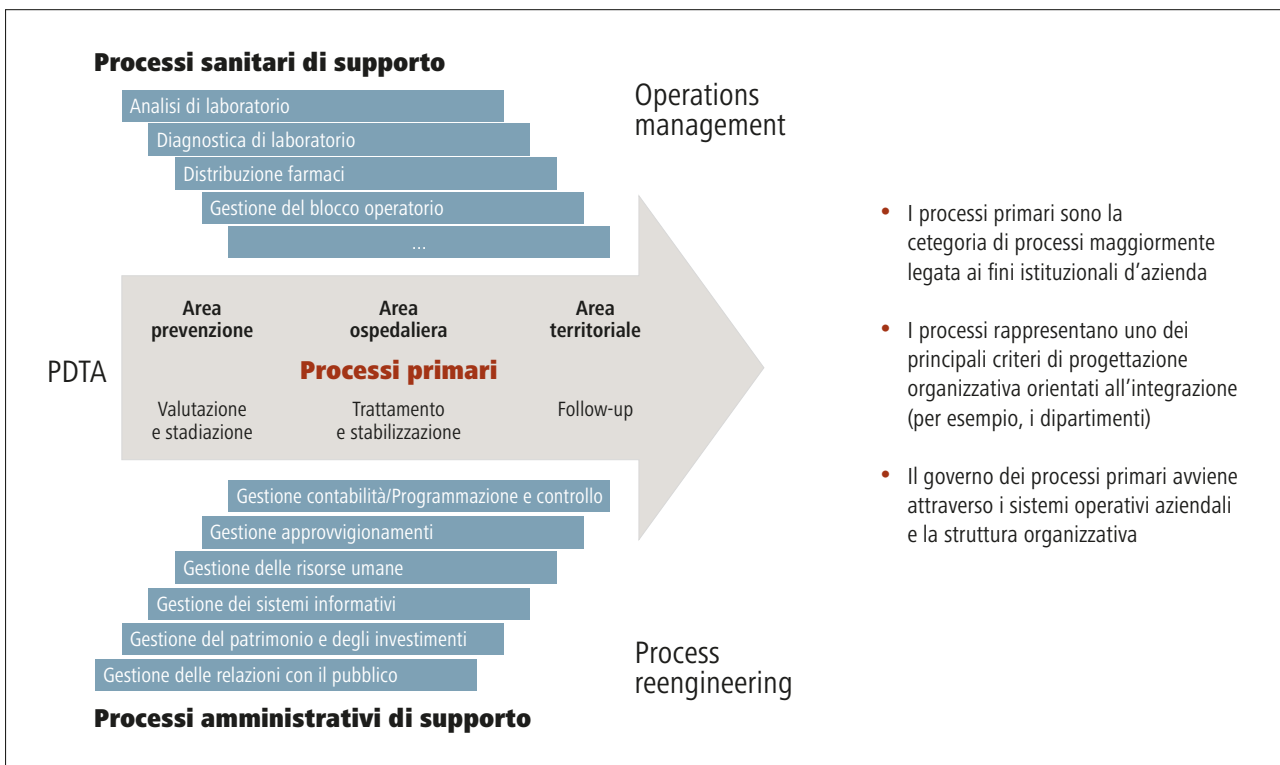 Processi sanitari di supporto
Analisi di laboratorio
Diagnostica di laboratorio
Distribuzione farmaci
Gestione del blocco operatorio
...
Operations
management
PDTA
Area
prevenzione
Area
ospedaliera
Area
territoriale
Processi primari
Valutazione
e stadiazione
Trattamento
e stabilizzazione
Follow-up
Gestione contabilità/Programmazione e controllo
Gestione approvvigionamenti
Gestione delle risorse umane
Gestione dei sistemi informativi
Gestione del patrimonio e degli investimenti
Gestione delle relazioni con il pubblico
Processi amministrativi di supporto
Process
reengineering
• I processi primari sono la
cetegoria di processi maggiormente
legata ai fini istituzionali d’azienda
• I processi rappresentano uno dei
principali criteri di progettazione
organizzativa orientati all’integrazione
(per esempio, i dipartimenti)
• Il governo dei processi primari avviene
attraverso i sistemi operativi aziendali
e la struttura organizzativa